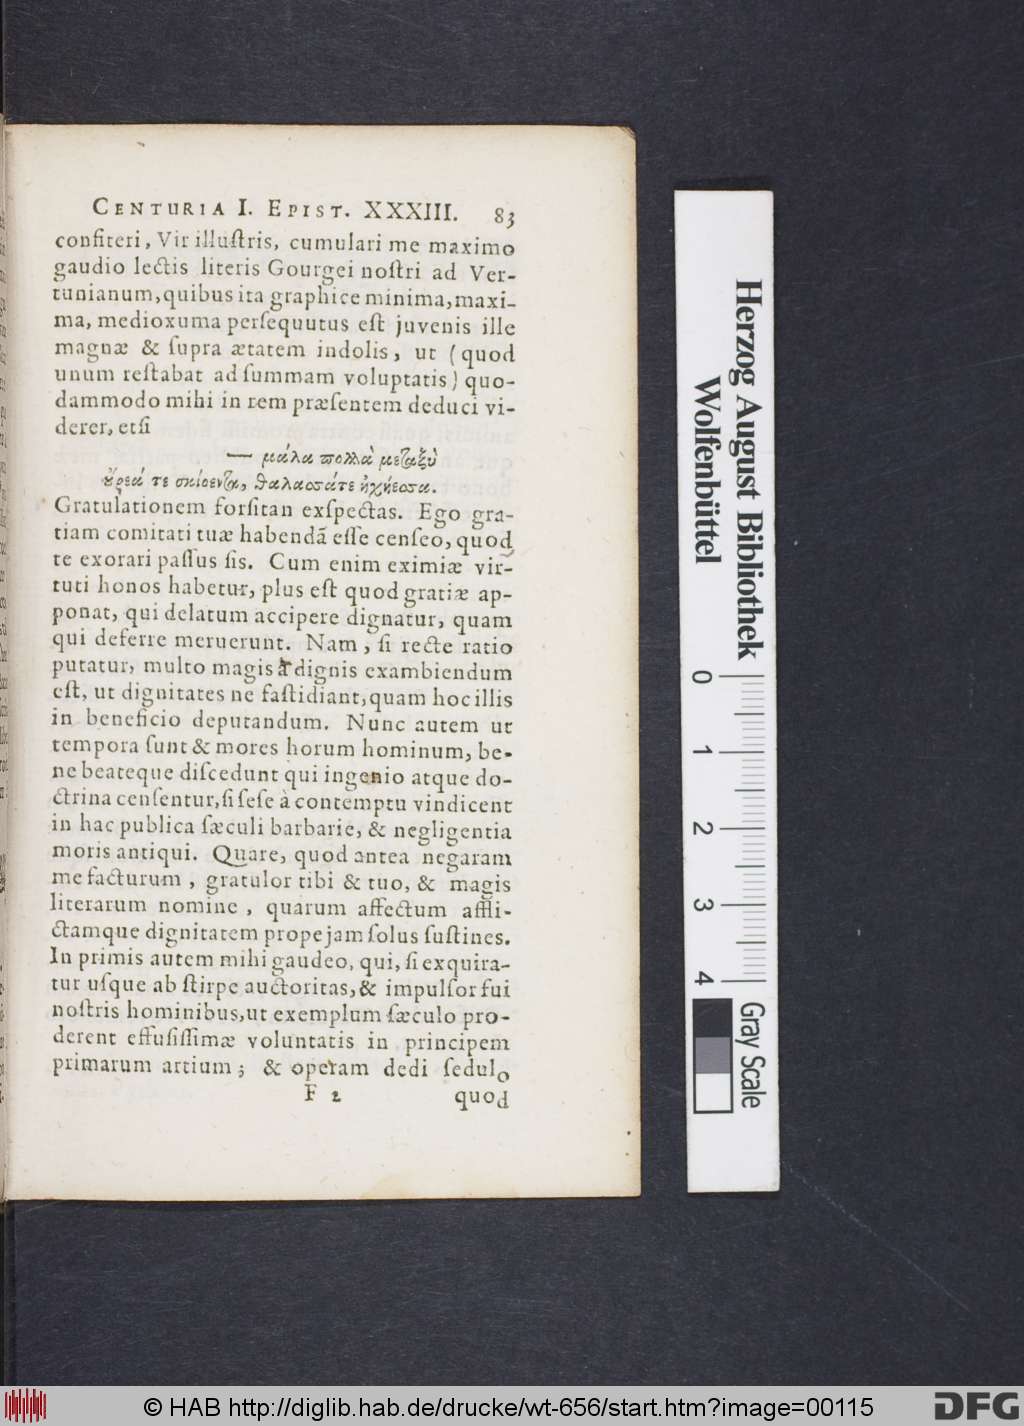 CENTURIA I. EPIST. XXXIII. 83
confiteri, Vir illuſtris, cumulari me maximo
gaudio lectis literis Gourgei noſtri ad Ver-
tunianum, quibus ita graphice minima, maxi-
ma, medioxuma perſequutus eſt juvenis ille
magnæ & ſupra ætatem indolis, ut (quod
unum reſtabat ad ſummam voluptatis) quo-
dammodo mihi in rem præſentem deduci vi-
derer, etſi
— μάλα πολλὰ μεταξὺ
ὄρεά τε σκιόεντα, θαλασσάτε ἠχήεσσα.
Gratulationem forſitan exſpectas. Ego gra-
tiam comitati tuæ habendã eſſe cenſeo, quod
te exorari paſſus ſis. Cum enim eximiæ vir-
tuti honos habetur, plus eſt quod gratiæ ap-
ponat, qui delatum accipere dignatur, quam
qui deferre meruerunt. Nam, ſi recte ratio
putatur, multo magis à dignis exambiendum
eſt, ut dignitates ne faſtidiant, quam hoc illis
in beneficio deputandum. Nunc autem ut
tempora ſunt & mores horum hominum, be-
ne beateque diſcedunt qui ingenio atque do-
ctrina cenſentur, ſi ſeſe à contemptu vindicent
in hac publica ſæculi barbarie, & negligentia
moris antiqui. Quare, quod antea negaram
me facturum, gratulor tibi & tuo, & magis
literarum nomine, quarum affectum affli-
ctamque dignitatem prope jam ſolus ſuſtines.
In primis autem mihi gaudeo, qui, ſi exquira-
tur uſque ab ſtirpe auctoritas, & impulſor fui
noſtris hominibus, ut exemplum ſæculo pro-
derent effuſiſſimæ voluntatis in principem
primarum artium; & operam dedi ſedulo
F 2 quod
Herzog August Bibliothek
Wolfenbüttel
0 1 2 3 4
Gray Scale
© HAB http://diglib.hab.de/drucke/wt-656/start.htm?image=00115
DFG